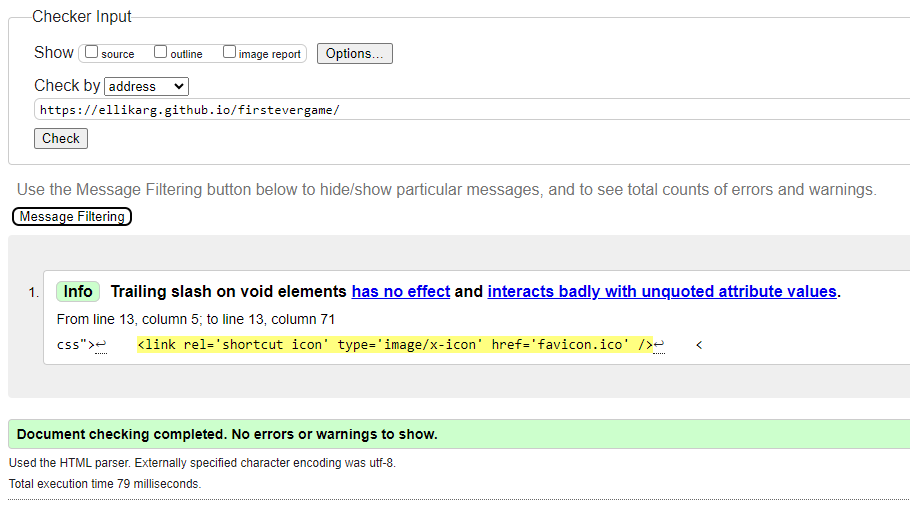 Checker Input
Show source outline image report Options...
Check by address
https://ellikarg.github.io/firstevergame/
Check
Use the Message Filtering button below to hide/show particular messages, and to see total counts of errors and warnings.
Message Filtering
1. Info Trailing slash on void elements has no effect and interacts badly with unquoted attribute values.
From line 13, column 5; to line 13, column 71
css">↩ <link rel='shortcut icon' type='image/x-icon' href='favicon.ico' />↩ <
Document checking completed. No errors or warnings to show.
Used the HTML parser. Externally specified character encoding was utf-8.
Total execution time 79 milliseconds.